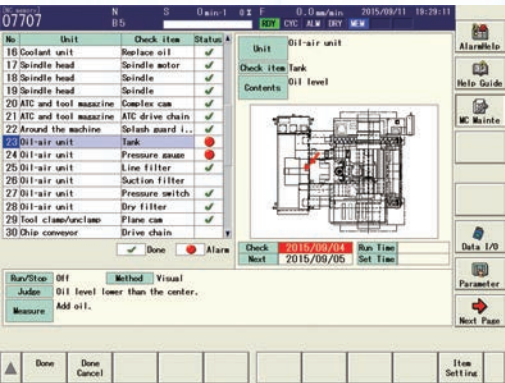 MC memory N S 0 min-1 0% F 0.0 mm/min 2015/09/11 19:29:11
07707 B5 RDY CYC ALM DRY MEM
No Unit Check item Status
16 Coolant unit Replace oil
17 Spindle head Spindle motor
18 Spindle head Spindle
19 Spindle head Spindle
20 ATC and tool magazine Complex cam
21 ATC and tool magazine ATC drive chain
22 Around the machine Splash guard i..
23 Oil-air unit Tank
24 Oil-air unit Pressure gauge
25 Oil-air unit Line filter
26 Oil-air unit Suction filter
27 Oil-air unit Pressure switch
28 Oil-air unit Dry filter
29 Tool clamp/unclamp Plane cam
30 Chip conveyor Drive chain
Done Alarm
Unit Oil-air unit
Check item Tank
Contents Oil level
Check 2015/09/04 Run Time
Next 2015/09/05 Set Time
Run/Stop Off Method Visual
Judge Oil level lower than the center.
Measure Add oil.
AlarmHelp
Help Guide
MC Mainte
Data I/O
Parameter
Next Page
Done
Done Cancel
Item Setting